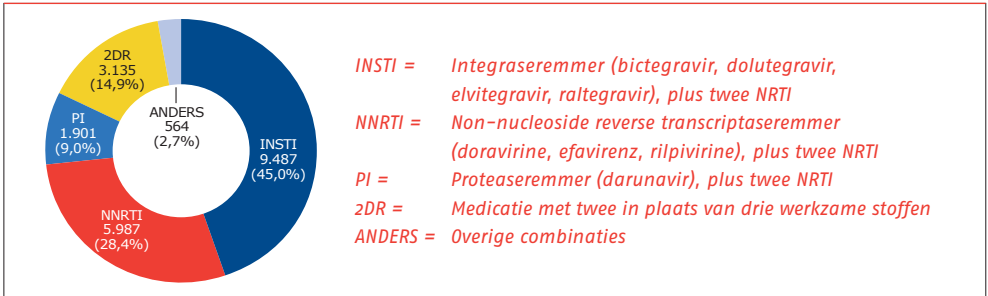 2DR
3.135
(14,9%)
ANDERS
564
(2,7%)
PI
1.901
(9,0%)
INSTI
9.487
(45,0%)
NNRTI
5.987
(28,4%)
INSTI = Integraseremmer (bictegravir, dolutegravir,
elvitegravir, raltegravir), plus twee NRTI
NNRTI = Non-nucleoside reverse transcriptaseremmer
(doravirine, efavirenz, rilpivirine), plus twee NRTI
PI = Proteaseremmer (darunavir), plus twee NRTI
2DR = Medicatie met twee in plaats van drie werkzame stoffen
ANDERS = Overige combinaties